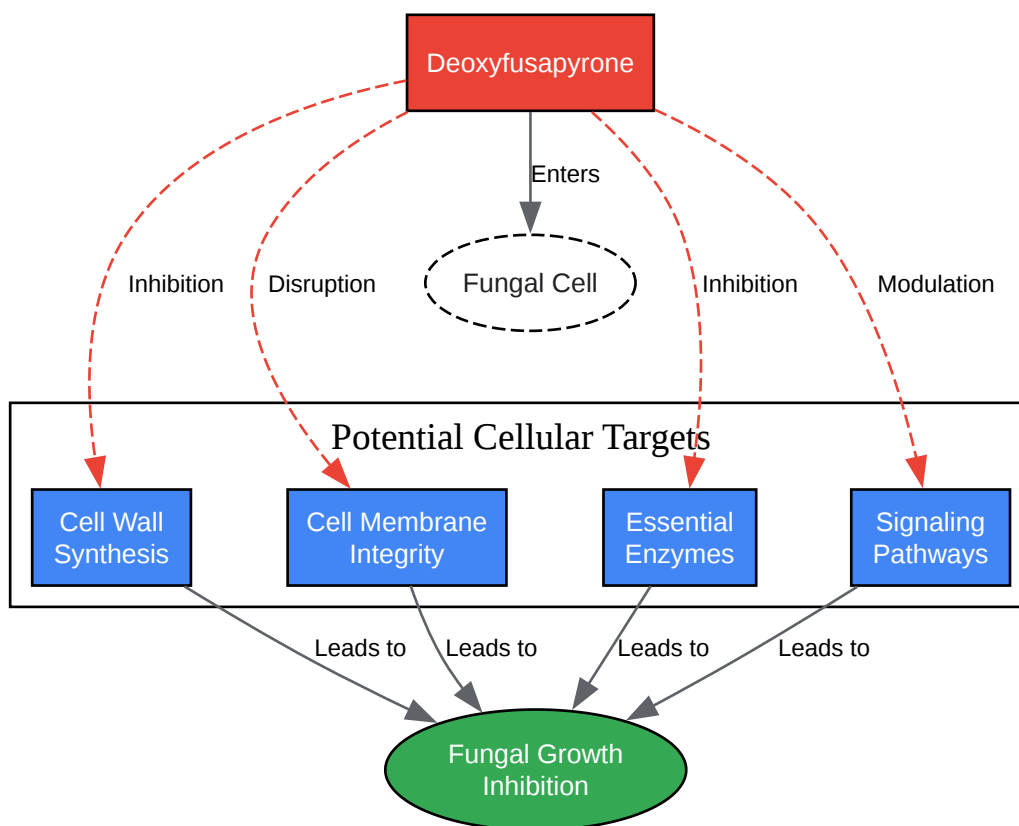 Deoxyfusapyrone
Enters
Inhibition
Disruption
Fungal Cell
Inhibition
Modulation
Potential Cellular Targets
Cell Wall
Synthesis
Cell Membrane
Integrity
Essential
Enzymes
Signaling
Pathways
Leads to
Leads to
Leads to
Leads to
Fungal Growth
Inhibition